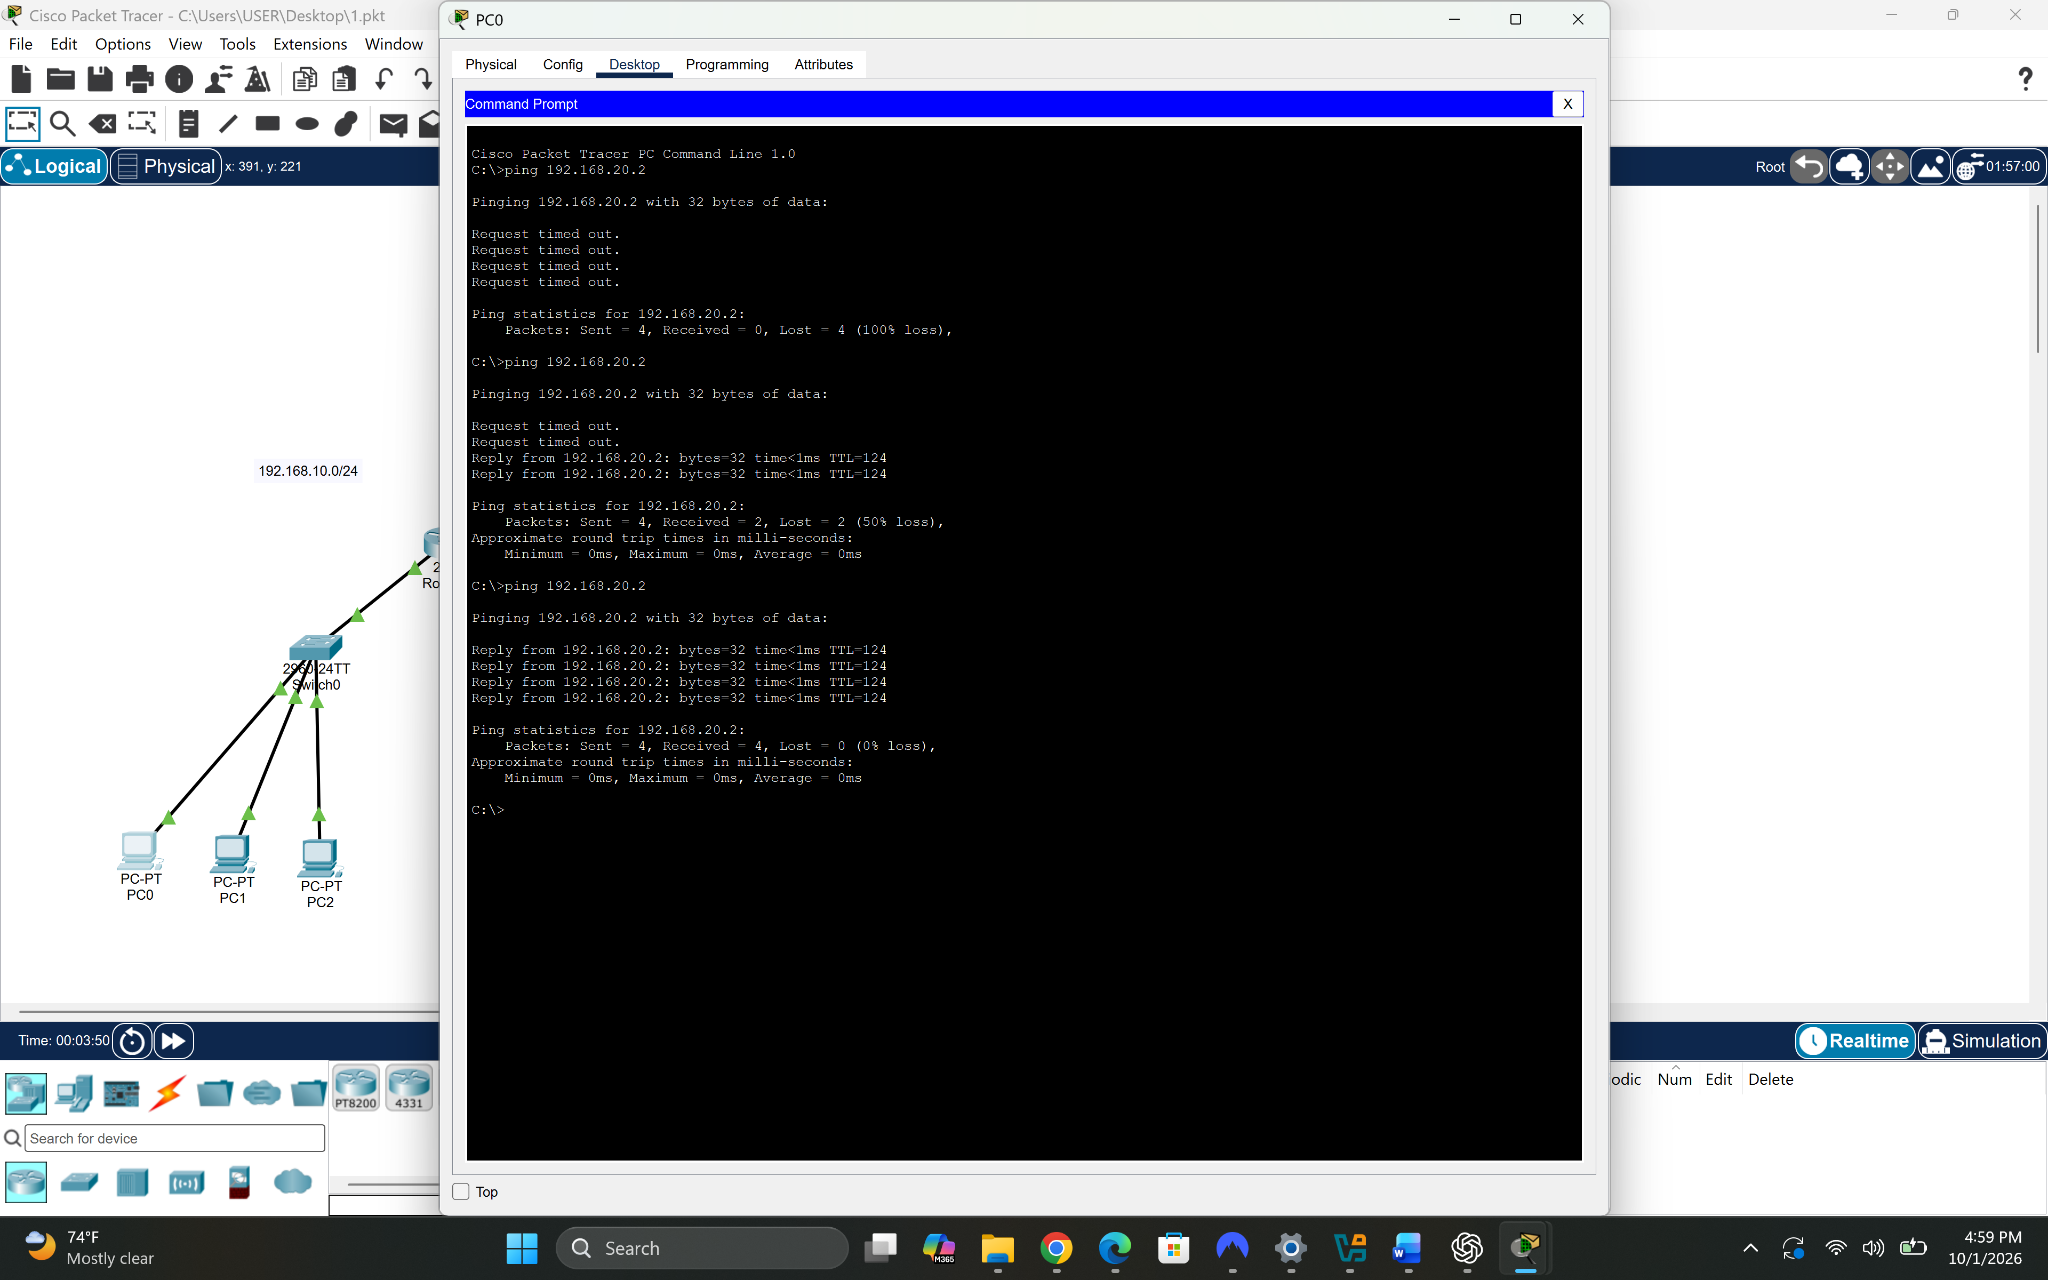 Cisco Packet Tracer - C:\Users\USER\Desktop\1.pkt
File Edit Options View Tools Extensions Window
Logical Physical x: 391, y: 221
192.168.10.0/24
2960-24TT
Switch0
PC-PT
PC0
PC-PT
PC1
PC-PT
PC2
Time: 00:03:50
PT8200 4331
Search for device
PC0
Physical Config Desktop Programming Attributes
Command Prompt X
Cisco Packet Tracer PC Command Line 1.0
C:\>ping 192.168.20.2
Pinging 192.168.20.2 with 32 bytes of data:
Request timed out.
Request timed out.
Request timed out.
Request timed out.
Ping statistics for 192.168.20.2:
Packets: Sent = 4, Received = 0, Lost = 4 (100% loss),
C:\>ping 192.168.20.2
Pinging 192.168.20.2 with 32 bytes of data:
Request timed out.
Request timed out.
Reply from 192.168.20.2: bytes=32 time<1ms TTL=124
Reply from 192.168.20.2: bytes=32 time<1ms TTL=124
Ping statistics for 192.168.20.2:
Packets: Sent = 4, Received = 2, Lost = 2 (50% loss),
Approximate round trip times in milli-seconds:
Minimum = 0ms, Maximum = 0ms, Average = 0ms
C:\>ping 192.168.20.2
Pinging 192.168.20.2 with 32 bytes of data:
Reply from 192.168.20.2: bytes=32 time<1ms TTL=124
Reply from 192.168.20.2: bytes=32 time<1ms TTL=124
Reply from 192.168.20.2: bytes=32 time<1ms TTL=124
Reply from 192.168.20.2: bytes=32 time<1ms TTL=124
Ping statistics for 192.168.20.2:
Packets: Sent = 4, Received = 4, Lost = 0 (0% loss),
Approximate round trip times in milli-seconds:
Minimum = 0ms, Maximum = 0ms, Average = 0ms
C:\>
Top
Root 01:57:00
Realtime Simulation
odic Num Edit Delete
74°F
Mostly clear
Search
M365
4:59 PM
10/1/2026